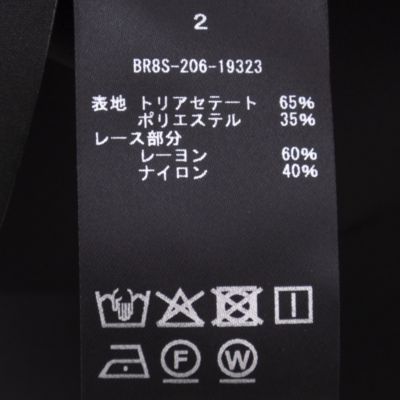 2
BR8S-206-19323
表地 トリアセテート 65%
ポリエステル 35%
レース部分
レーヨン 60%
ナイロン 40%
F W